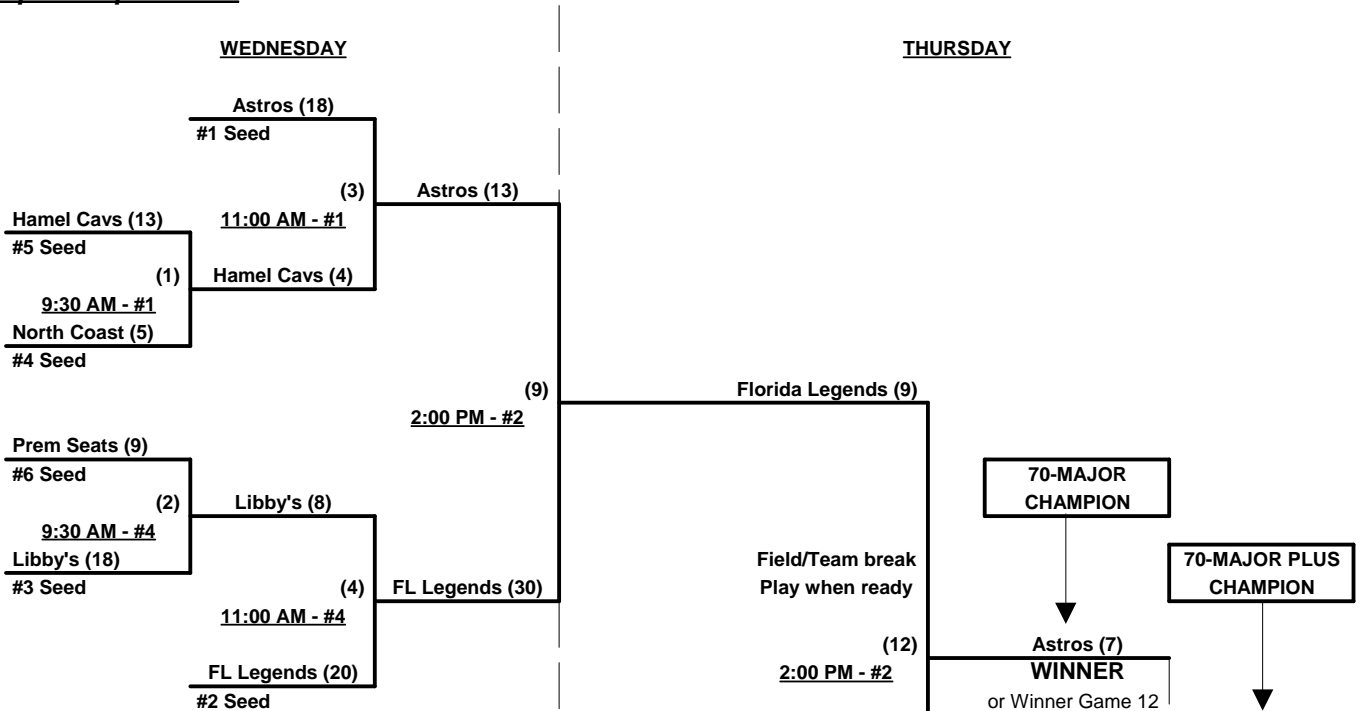 WEDNESDAY
THURSDAY
Astros (18)
#1 Seed
(3)
Astros (13)
11:00 AM - #1
Hamel Cavs (13)
#5 Seed
(1)
Hamel Cavs (4)
9:30 AM - #1
North Coast (5)
#4 Seed
(9)
Florida Legends (9)
2:00 PM - #2
Prem Seats (9)
#6 Seed
(2)
Libby's (8)
9:30 AM - #4
Libby's (18)
#3 Seed
(4)
FL Legends (30)
11:00 AM - #4
FL Legends (20)
#2 Seed
70-MAJOR
CHAMPION
Field/Team break
Play when ready
70-MAJOR PLUS
CHAMPION
(12)
Astros (7)
2:00 PM - #2
WINNER
or Winner Game 12